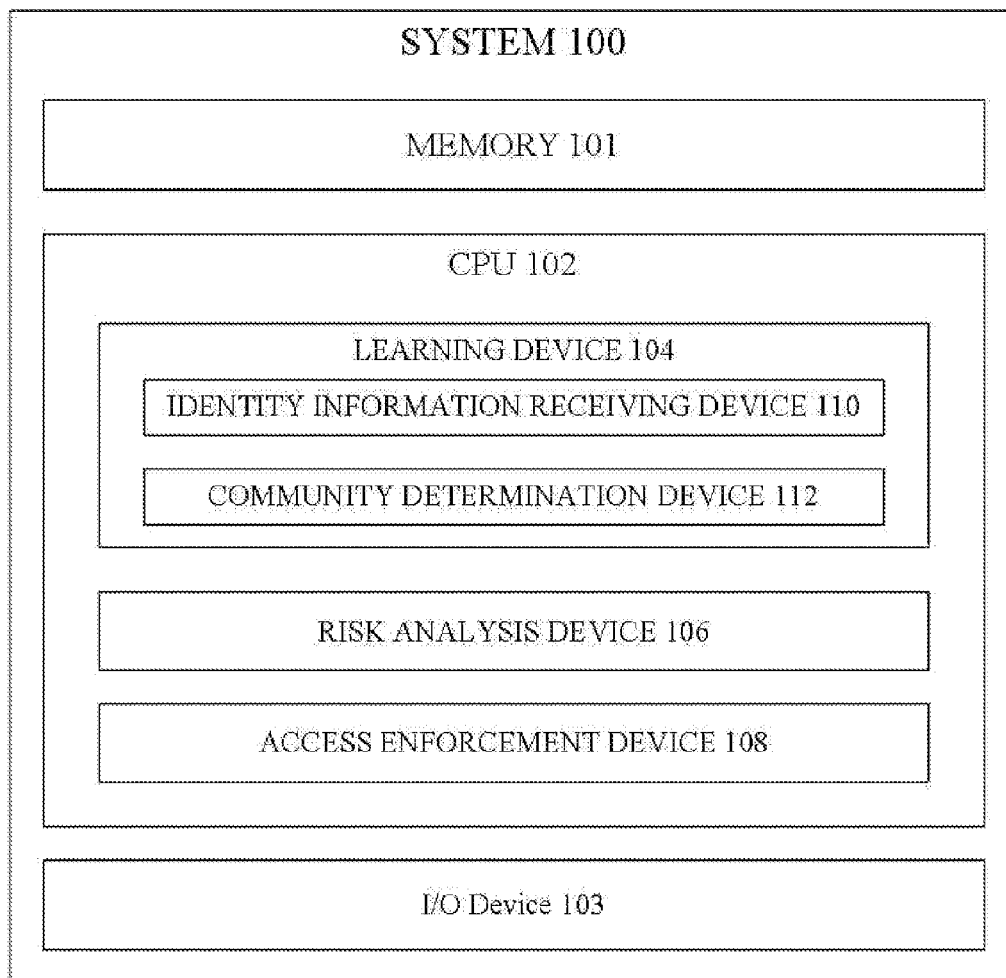 SYSTEM 100
MEMORY 101
CPU 102
LEARNING DEVICE 104
IDENTITY INFORMATION RECEIVING DEVICE 110
COMMUNITY DETERMINATION DEVICE 112
RISK ANALYSIS DEVICE 106
ACCESS ENFORCEMENT DEVICE 108
I/O Device 103